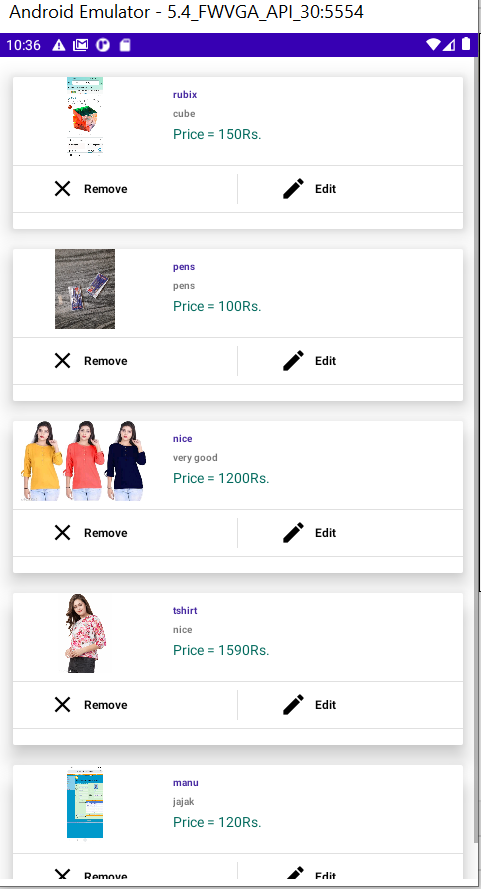 Android Emulator - 5.4_FWVGA_API_30:5554
10:36
rubix
cube
Price = 150Rs.
Remove
Edit
pens
pens
Price = 100Rs.
Remove
Edit
nice
very good
Price = 1200Rs.
Remove
Edit
tshirt
nice
Price = 1590Rs.
Remove
Edit
manu
jajak
Price = 120Rs.
Remove
Edit